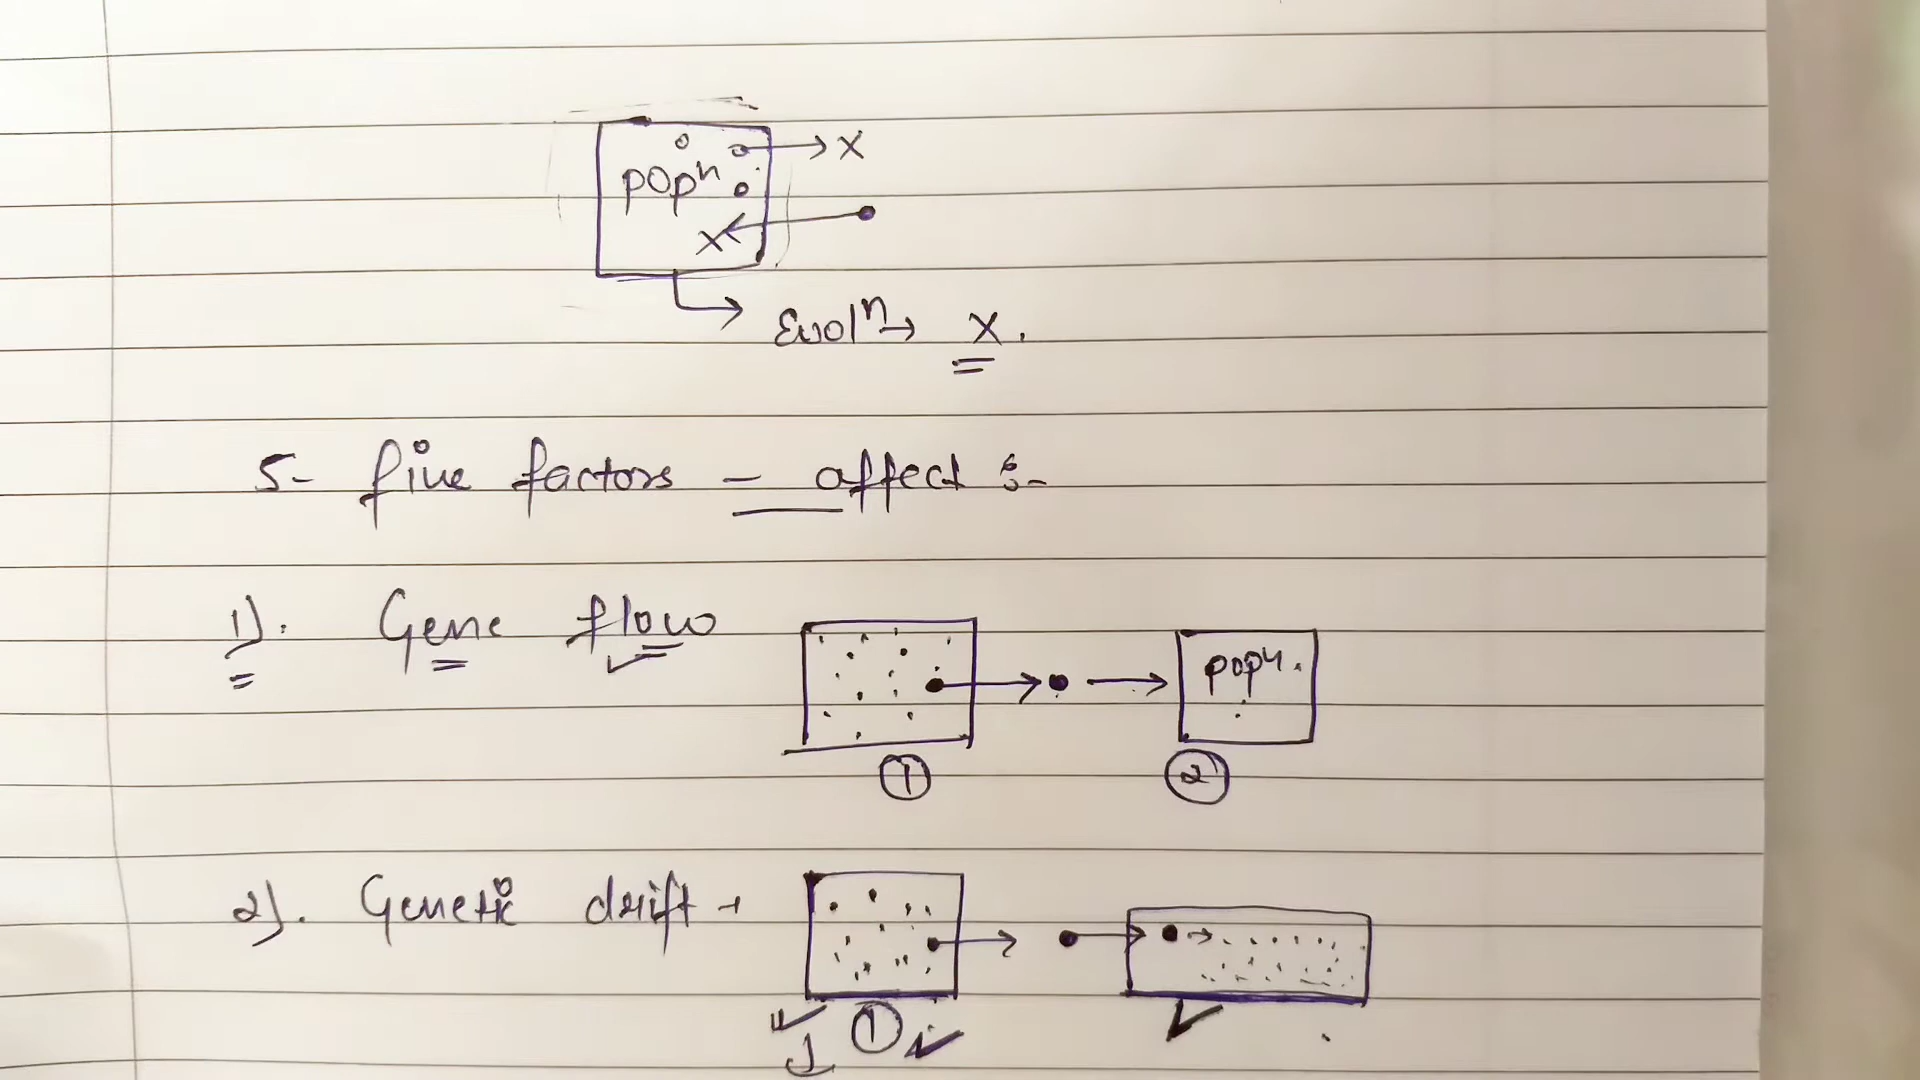 popⁿ → X
X
Evolⁿ → X.
5- five factors - affect :-
1). Gene flow
popⁿ.
① ②
2). Genetic drift →
①